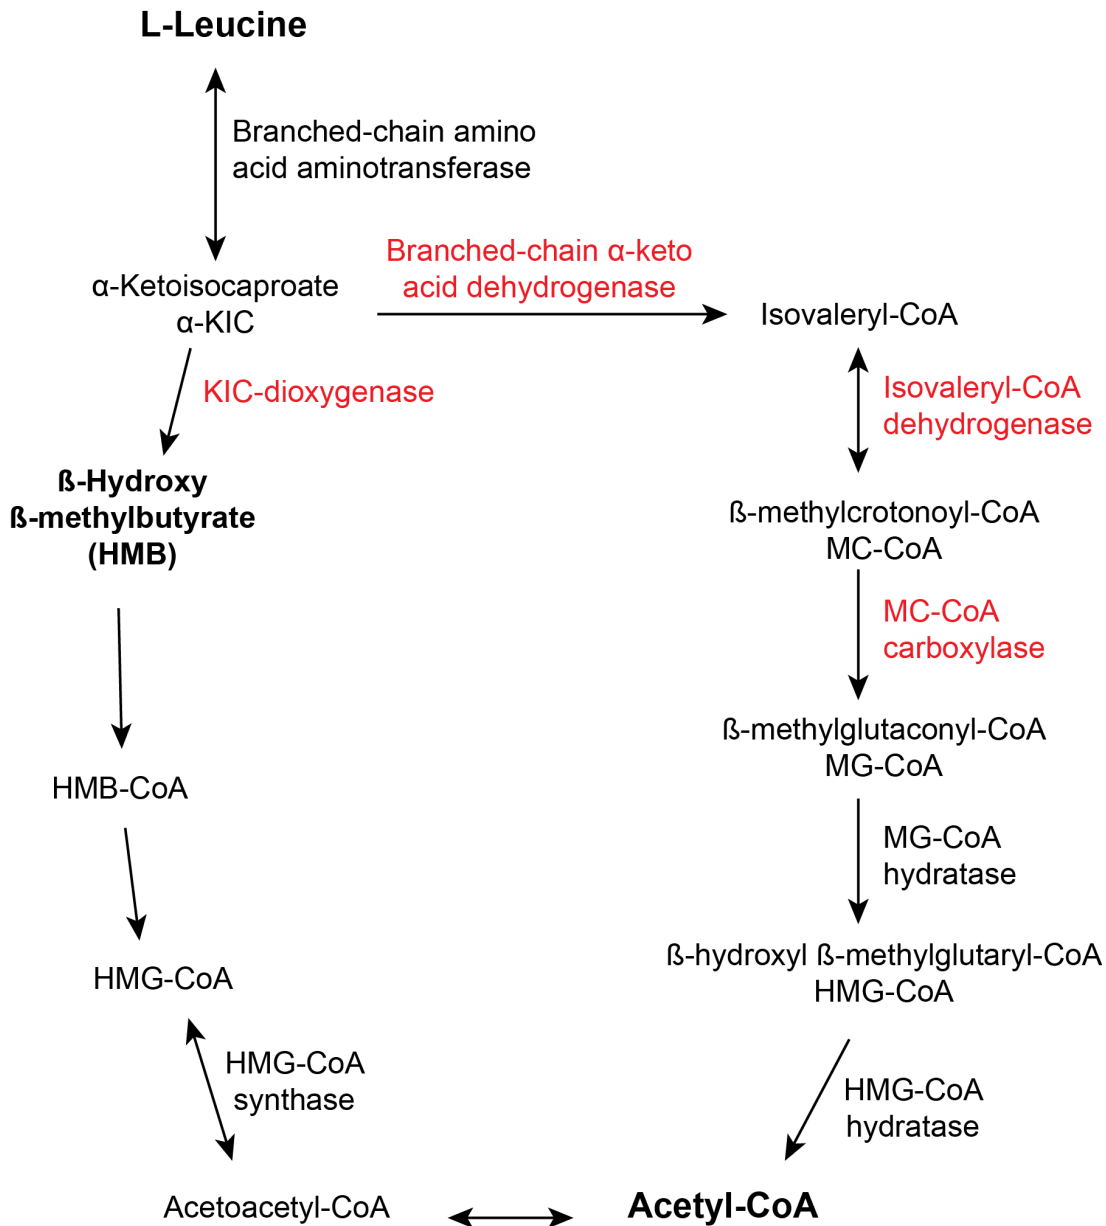 L-Leucine
Branched-chain amino
acid aminotransferase
Branched-chain α-keto
acid dehydrogenase
α-Ketoisocaproate
α-KIC
Isovaleryl-CoA
KIC-dioxygenase
Isovaleryl-CoA
dehydrogenase
ß-Hydroxy
ß-methylbutyrate
(HMB)
ß-methylcrotonoyl-CoA
MC-CoA
MC-CoA
carboxylase
ß-methylglutaconyl-CoA
MG-CoA
HMB-CoA
MG-CoA
hydratase
ß-hydroxyl ß-methylglutaryl-CoA
HMG-CoA
HMG-CoA
HMG-CoA
synthase
HMG-CoA
hydratase
Acetoacetyl-CoA
Acetyl-CoA